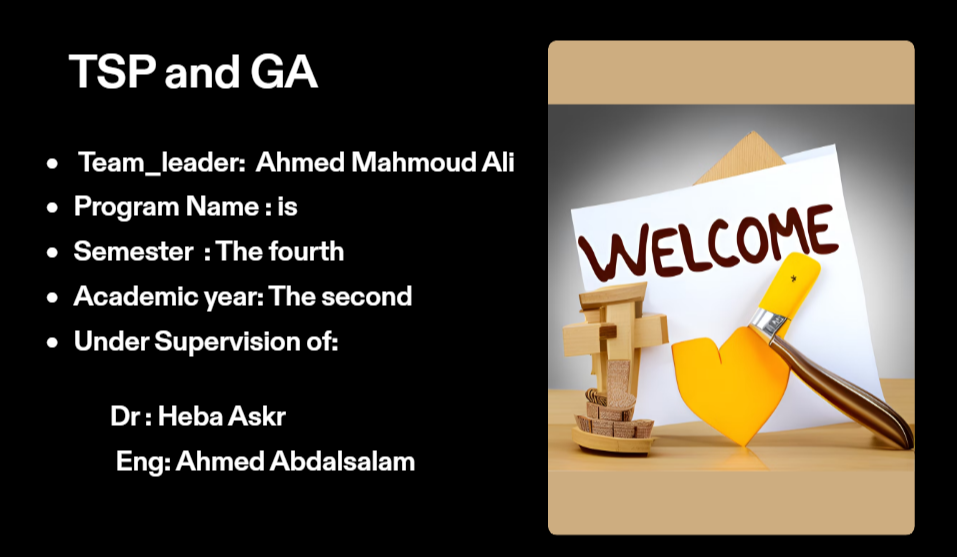 TSP and GA
Team_leader: Ahmed Mahmoud Ali
Program Name : is
Semester : The fourth
Academic year: The second
Under Supervision of:
Dr : Heba Askr
Eng: Ahmed Abdalsalam
WELCOME